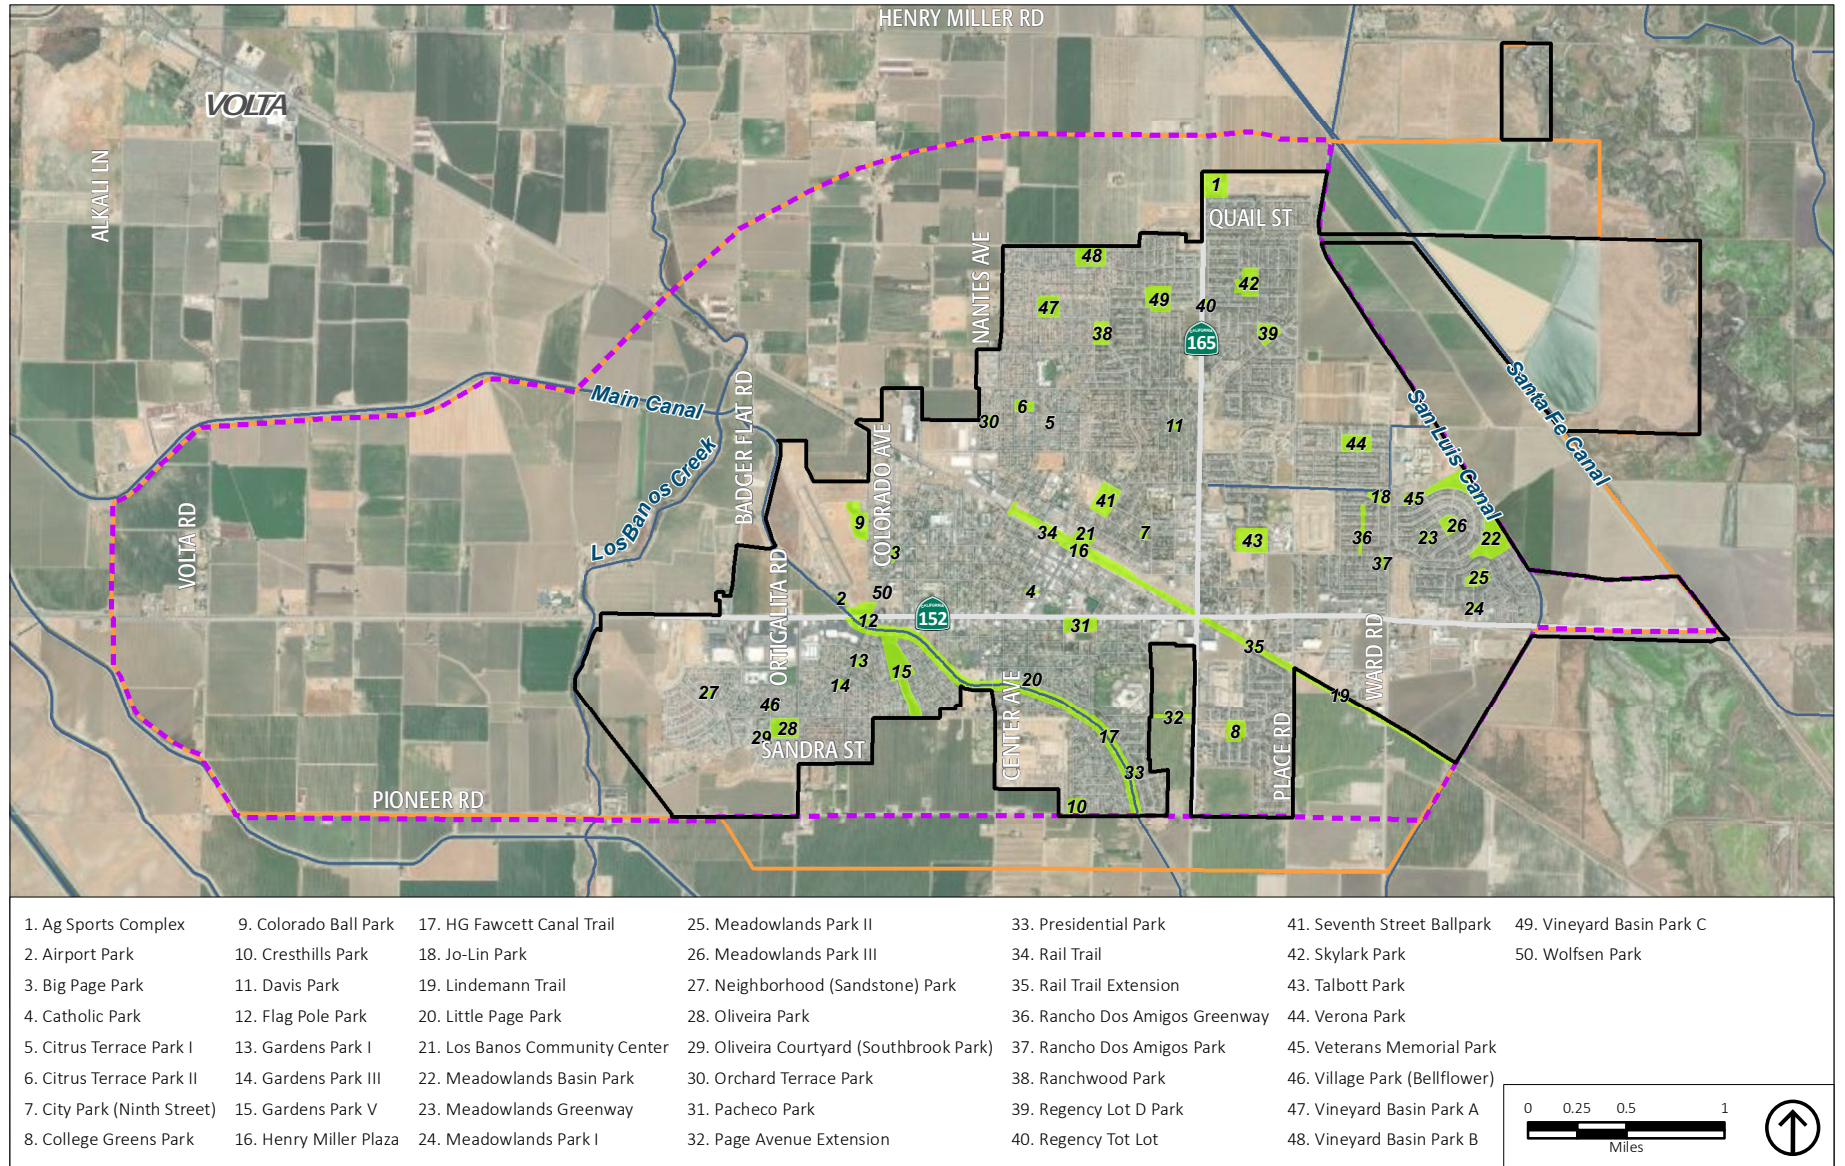 HENRY MILLER RD
VOLTA
ALKALI LN
1
QUAIL ST
NANTES AVE
48
42
47
49
40
38
CALIFORNIA
165
39
Main Canal
BADGER FLAT RD
Santa Fe Canal
San Luis Canal
6
30
5
11
COLORADO AVE
44
Los Banos Creek
VOLTA RD
9
41
18
45
34
21
7
43
36
23
26
22
16
3
37
ORTIGALITA RD
25
2
50
4
24
12
CALIFORNIA
152
31
WARD RD
35
13
15
14
20
27
46
19
CENTER AVE
32
28
29
SANDRA ST
8
17
PLACE RD
33
PIONEER RD
10
1. Ag Sports Complex
2. Airport Park
3. Big Page Park
4. Catholic Park
5. Citrus Terrace Park I
6. Citrus Terrace Park II
7. City Park (Ninth Street)
8. College Greens Park
9. Colorado Ball Park
10. Cresthills Park
11. Davis Park
12. Flag Pole Park
13. Gardens Park I
14. Gardens Park III
15. Gardens Park V
16. Henry Miller Plaza
17. HG Fawcett Canal Trail
18. Jo-Lin Park
19. Lindemann Trail
20. Little Page Park
21. Los Banos Community Center
22. Meadowlands Basin Park
23. Meadowlands Greenway
24. Meadowlands Park I
25. Meadowlands Park II
26. Meadowlands Park III
27. Neighborhood (Sandstone) Park
28. Oliveira Park
29. Oliveira Courtyard (Southbrook Park)
30. Orchard Terrace Park
31. Pacheco Park
32. Page Avenue Extension
33. Presidential Park
34. Rail Trail
35. Rail Trail Extension
36. Rancho Dos Amigos Greenway
37. Rancho Dos Amigos Park
38. Ranchwood Park
39. Regency Lot D Park
40. Regency Tot Lot
41. Seventh Street Ballpark
42. Skylark Park
43. Talbott Park
44. Verona Park
45. Veterans Memorial Park
46. Village Park (Bellflower)
47. Vineyard Basin Park A
48. Vineyard Basin Park B
49. Vineyard Basin Park C
50. Wolfsen Park
0 0.25 0.5 1
Miles